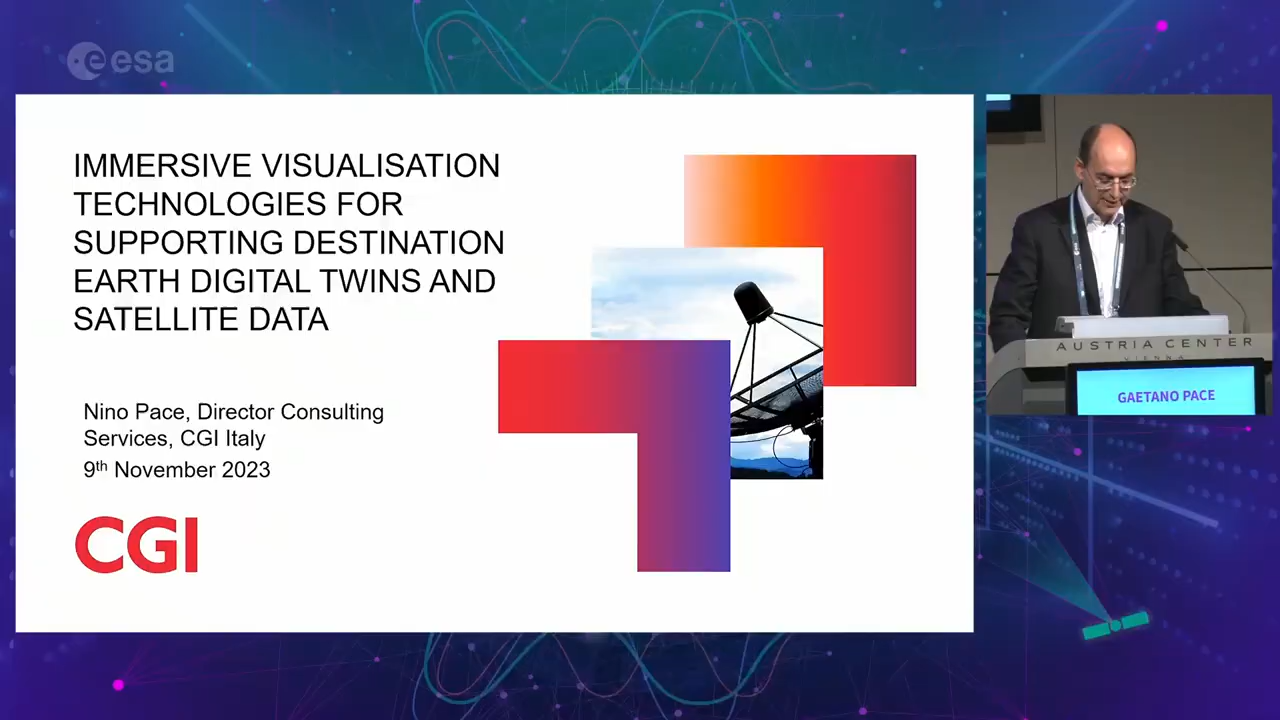 esa
IMMERSIVE VISUALISATION
TECHNOLOGIES FOR
SUPPORTING DESTINATION
EARTH DIGITAL TWINS AND
SATELLITE DATA
Nino Pace, Director Consulting
Services, CGI Italy
9th November 2023
CGI
AUSTRIA CENTER
VIENNA
GAETANO PACE